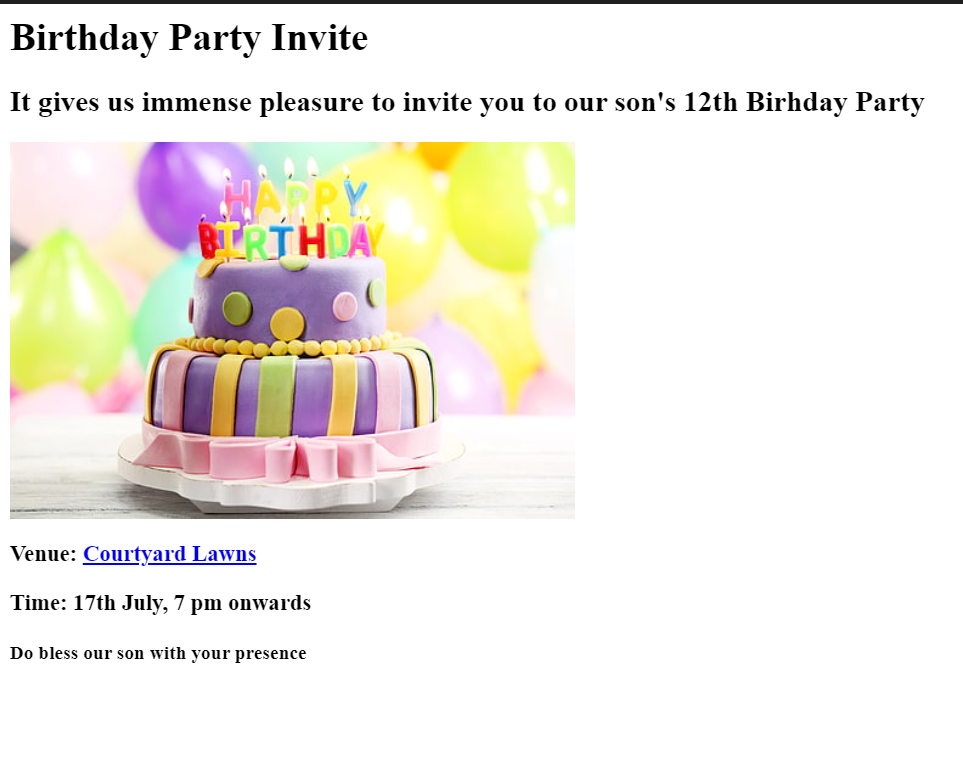 Birthday Party Invite
It gives us immense pleasure to invite you to our son's 12th Birhday Party
HAPPY
BIRTHDAY
Venue: Courtyard Lawns
Time: 17th July, 7 pm onwards
Do bless our son with your presence